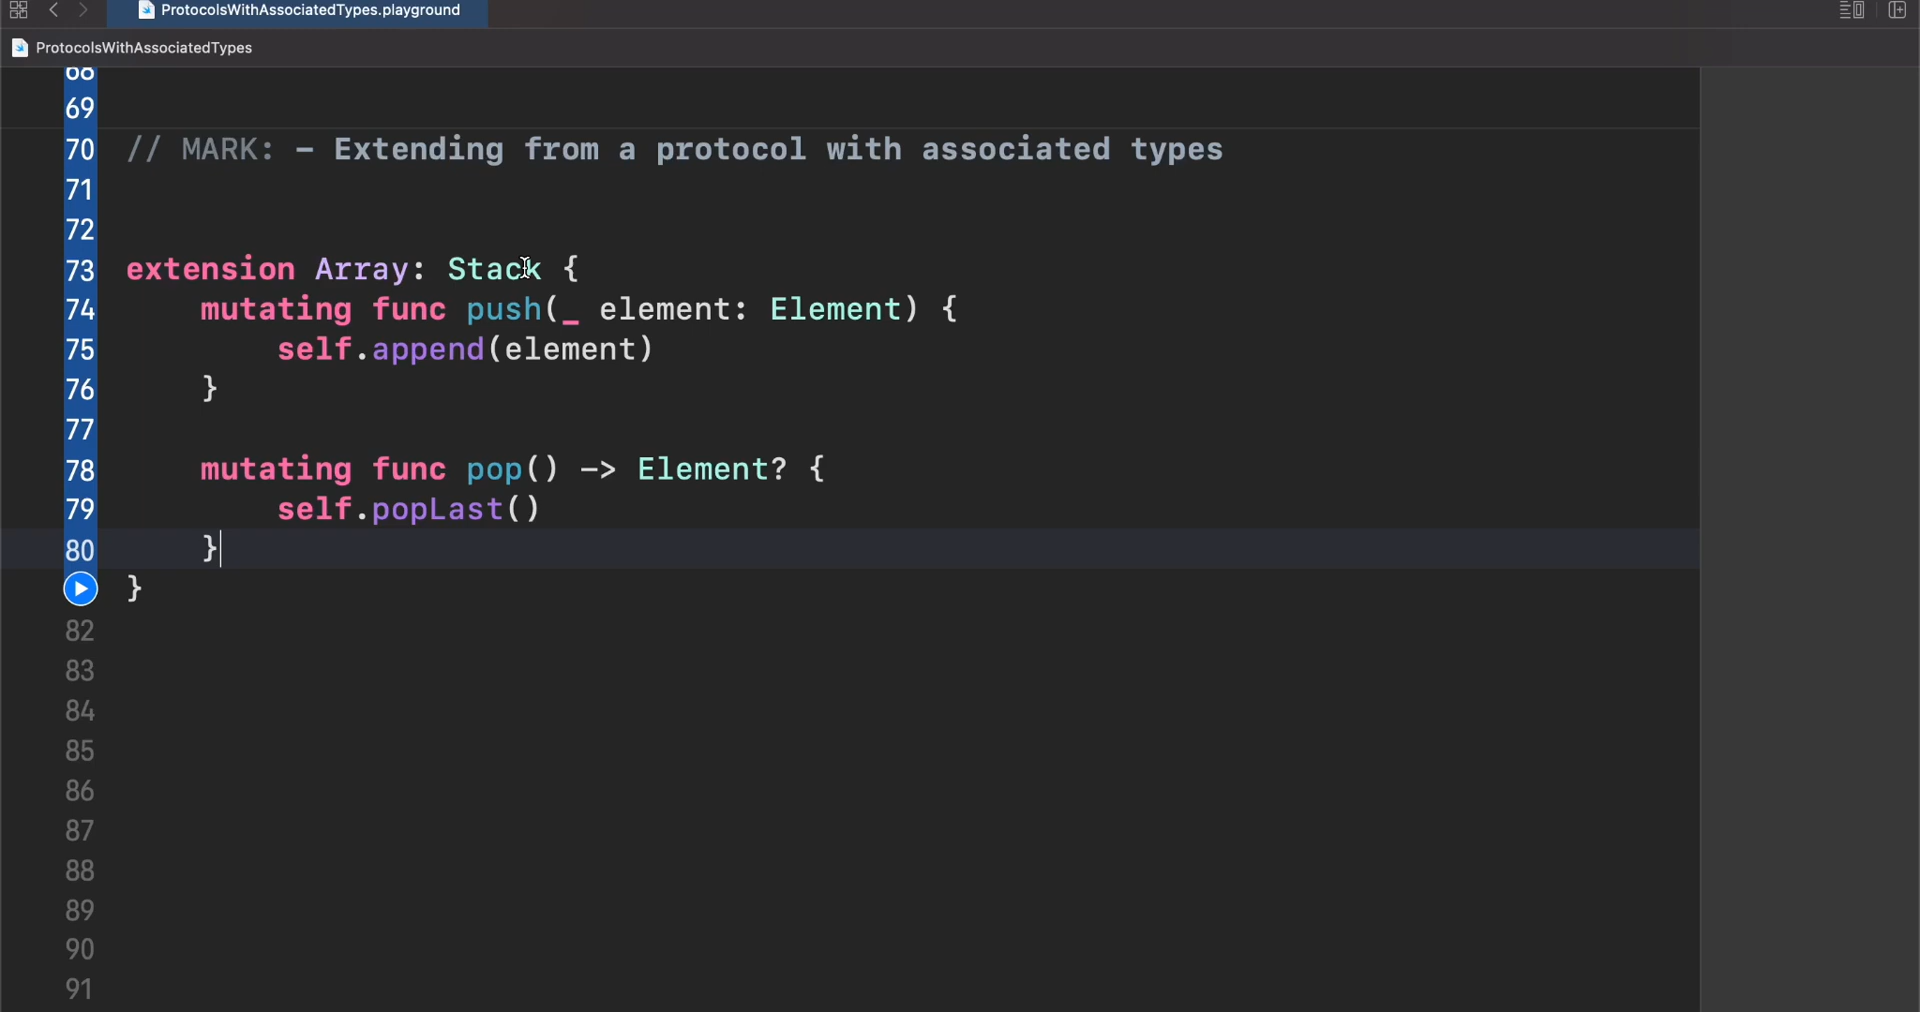 ProtocolsWithAssociatedTypes.playground
ProtocolsWithAssociatedTypes
68
69
70 // MARK: - Extending from a protocol with associated types
71
72
73 extension Array: Stack {
74 mutating func push(_ element: Element) {
75 self.append(element)
76 }
77
78 mutating func pop() -> Element? {
79 self.popLast()
80 }
}
82
83
84
85
86
87
88
89
90
91